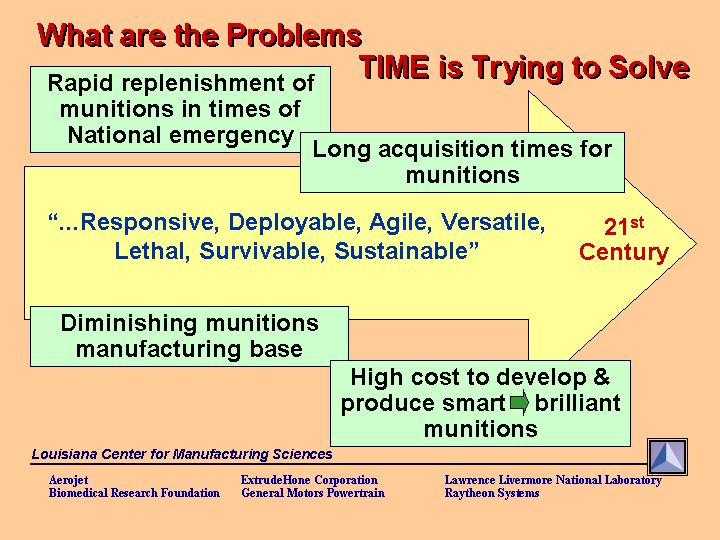 What are the Problems
TIME is Trying to Solve
Rapid replenishment of
munitions in times of
National emergency
Long acquisition times for
munitions
“...Responsive, Deployable, Agile, Versatile,
Lethal, Survivable, Sustainable”
21st
Century
Diminishing munitions
manufacturing base
High cost to develop &
produce smart brilliant
munitions
Louisiana Center for Manufacturing Sciences
Aerojet ExtrudeHone Corporation Lawrence Livermore National Laboratory
Biomedical Research Foundation General Motors Powertrain Raytheon Systems